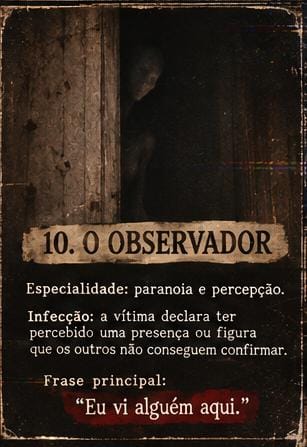 10. O OBSERVADOR
Especialidade: paranoia e percepção.
Infecção: a vítima declara ter
percebido uma presença ou figura
que os outros não conseguem confirmar.
Frase principal:
“Eu vi alguém aqui.”